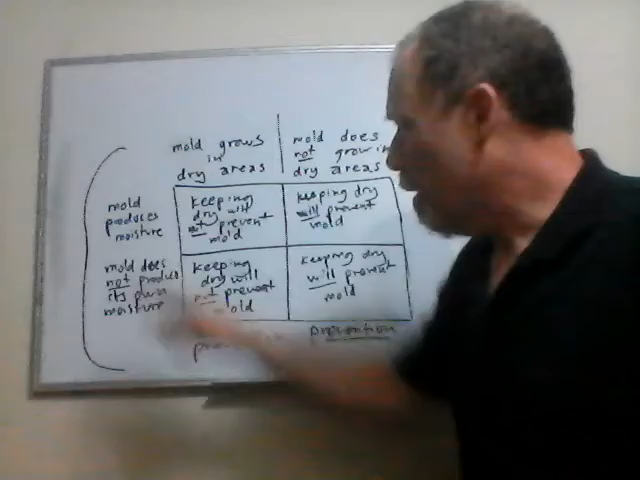 mold grows
in
dry areas
mold does
not grow in
dry areas
mold
produces
moisture
keeping
dry will
not prevent
mold
keeping dry
will prevent
mold
mold does
not produce
its own
moisture
keeping
dry will
not prevent
mold
keeping dry
will prevent
mold
prevention